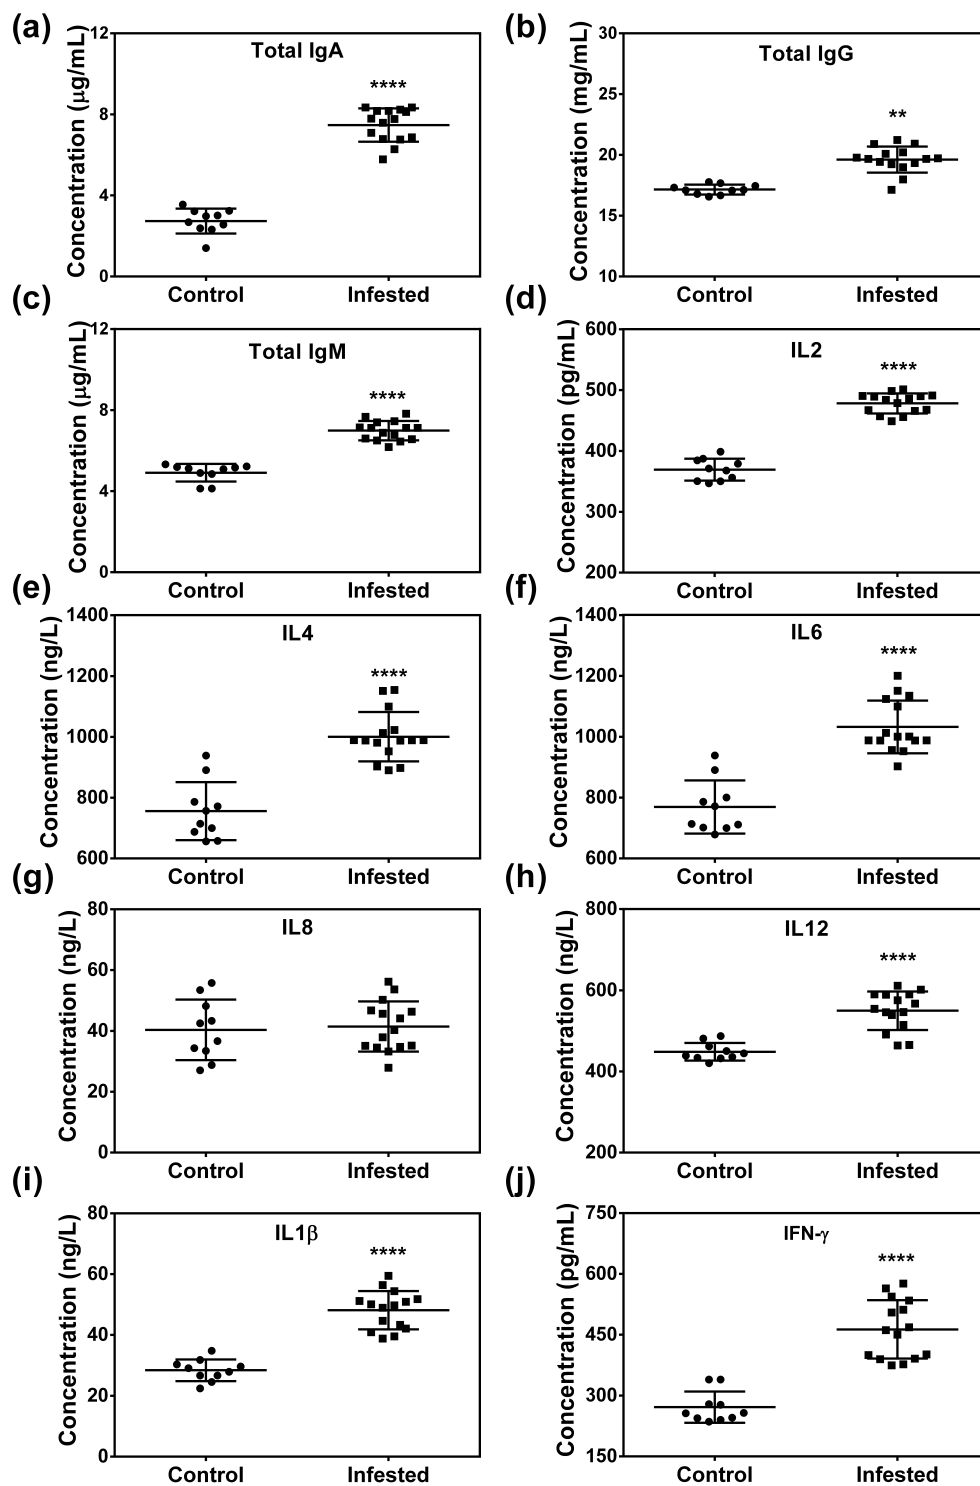 (a)
Total IgA
Concentration (μg/mL)
12
8
4
0
****
Control Infested
(b)
Total IgG
Concentration (mg/mL)
30
25
20
15
10
**
Control Infested
(c)
Total IgM
Concentration (μg/mL)
12
8
4
0
****
Control Infested
(d)
IL2
Concentration (pg/mL)
600
500
400
300
200
****
Control Infested
(e)
IL4
Concentration (ng/L)
1400
1200
1000
800
600
****
Control Infested
(f)
IL6
Concentration (ng/L)
1400
1200
1000
800
600
****
Control Infested
(g)
IL8
Concentration (ng/L)
80
60
40
20
0
Control Infested
(h)
IL12
Concentration (ng/L)
800
600
400
200
****
Control Infested
(i)
IL1β
Concentration (ng/L)
80
60
40
20
0
****
Control Infested
(j)
IFN-γ
Concentration (pg/mL)
750
600
450
300
150
****
Control Infested